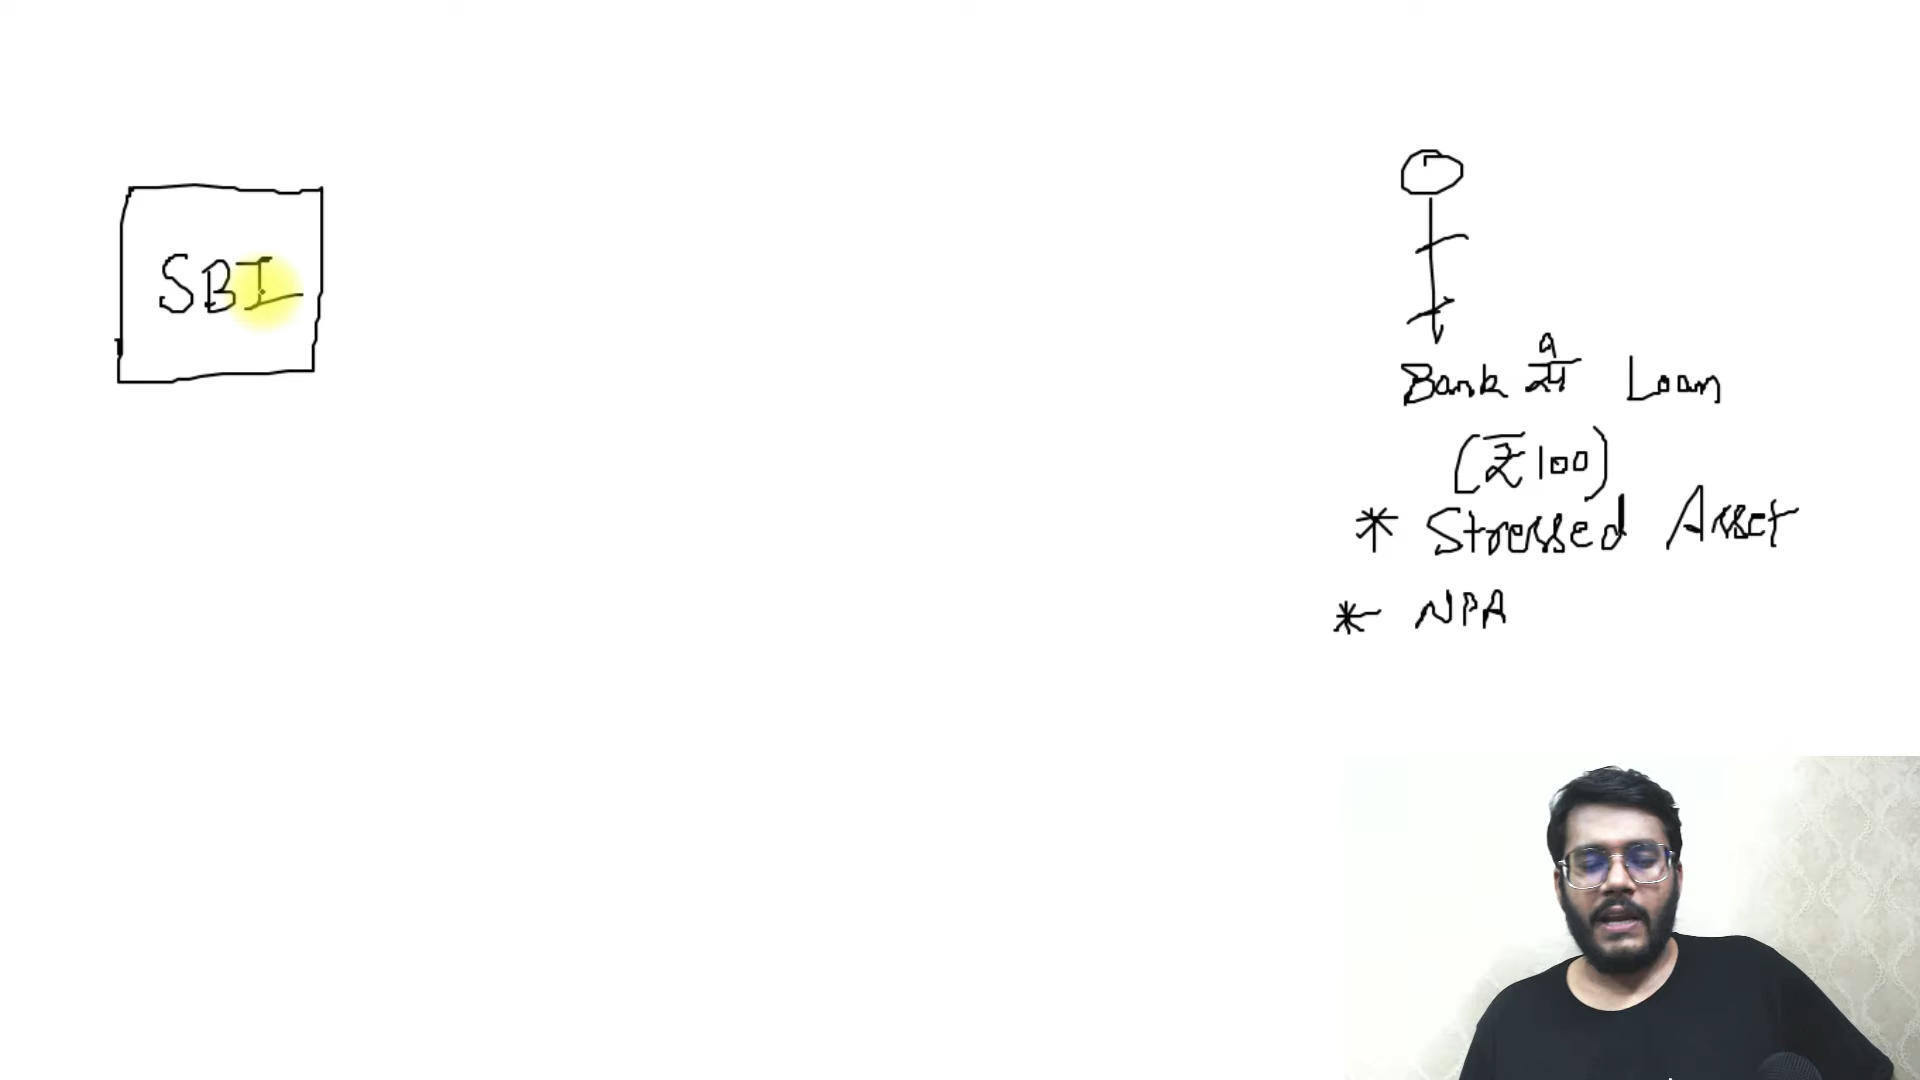 SBI
Bank Loan
(₹100)
* Stressed Asset
* NPA